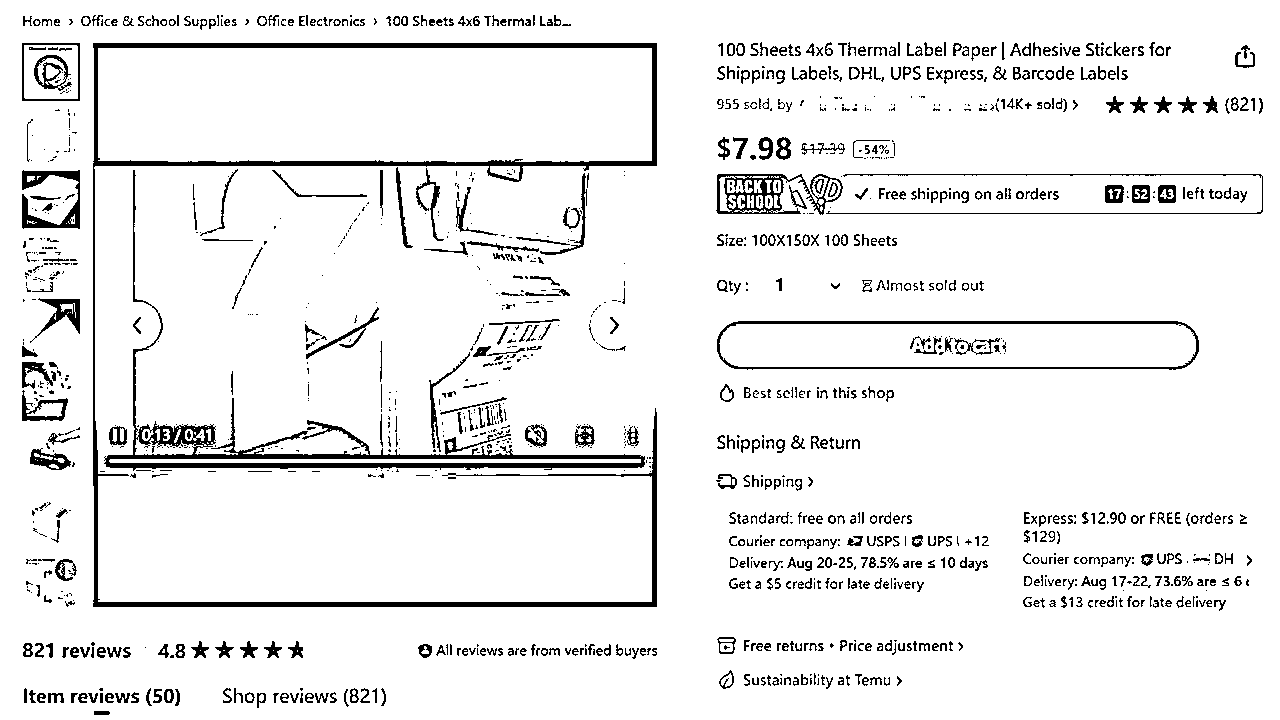 Home > Office & School Supplies > Office Electronics > 100 Sheets 4x6 Thermal Lab...
100 Sheets 4x6 Thermal Label Paper | Adhesive Stickers for
Shipping Labels, DHL, UPS Express, & Barcode Labels
955 sold, by (14K+ sold) > (821)
$7.98 $17.39 -54%
BACK TO
SCHOOL
✓ Free shipping on all orders 17:52:43 left today
Size: 100X150X 100 Sheets
Qty: 1 Almost sold out
Add to cart
Best seller in this shop
0:13/0:41
Shipping & Return
Shipping >
Standard: free on all orders
Courier company: USPS | UPS | +12
Delivery: Aug 20-25, 78.5% are ≤ 10 days
Get a $5 credit for late delivery
Express: $12.90 or FREE (orders ≥
$129)
Courier company: UPS DH >
Delivery: Aug 17-22, 73.6% are ≤ 6
Get a $13 credit for late delivery
Free returns • Price adjustment >
Sustainability at Temu >
821 reviews 4.8
All reviews are from verified buyers
Item reviews (50) Shop reviews (821)